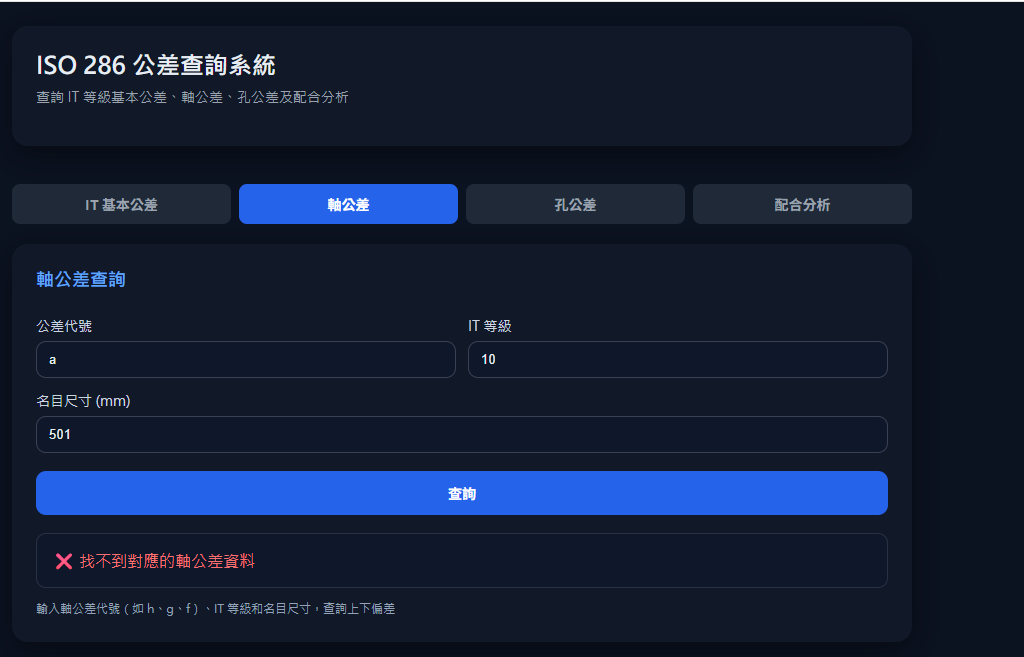 ISO 286 公差查詢系統
查詢 IT 等級基本公差、軸公差、孔公差及配合分析
IT 基本公差
軸公差
孔公差
配合分析
軸公差查詢
公差代號
IT 等級
a
10
名目尺寸 (mm)
501
查詢
❌ 找不到對應的軸公差資料
輸入軸公差代號 ( 如 h、g、f ) 、IT 等級和名目尺寸，查詢上下偏差